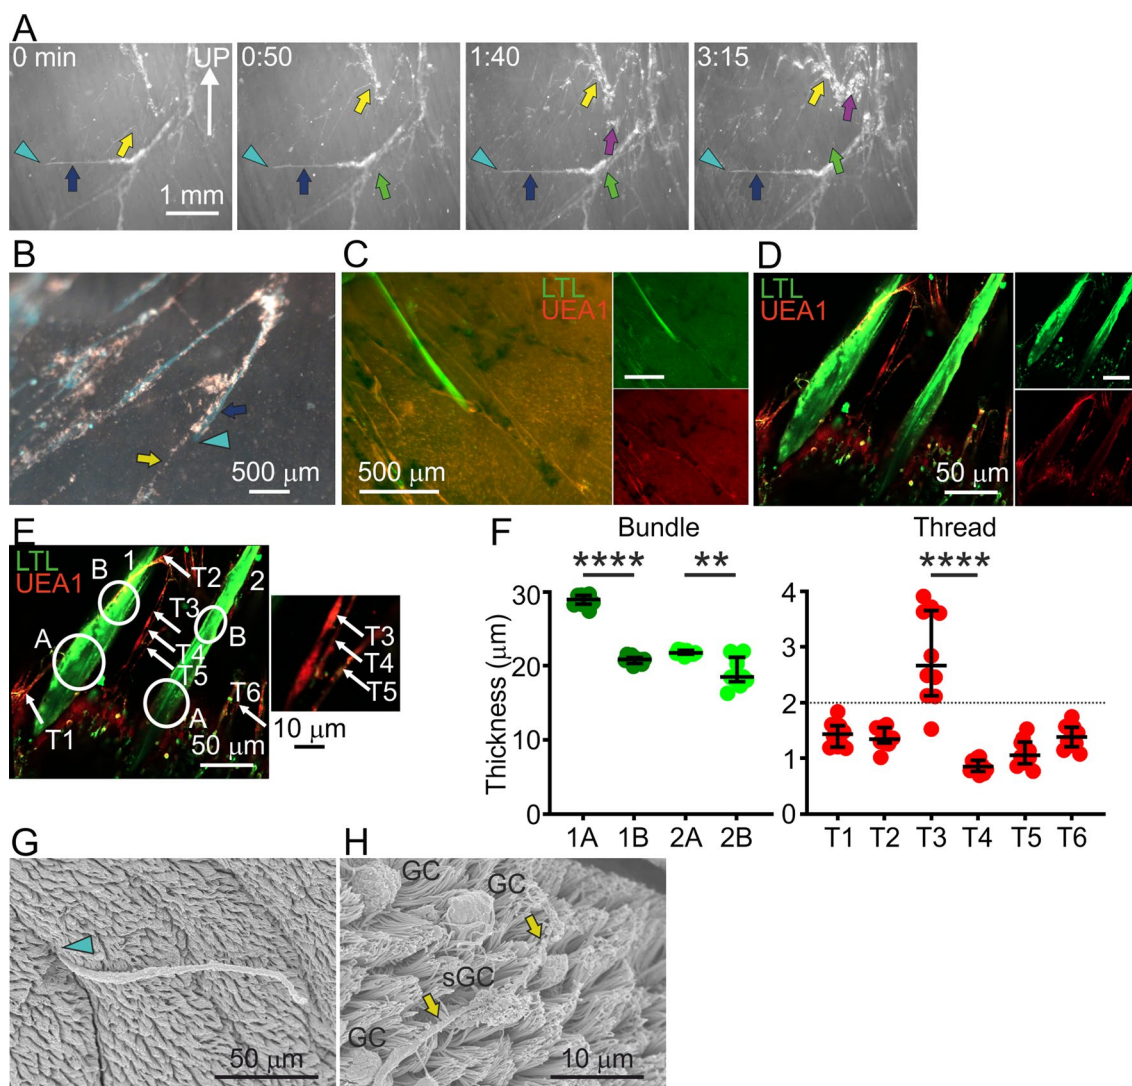 A
0 min
UP
1 mm
0:50
1:40
3:15
B
500 μm
C
LTL
UEA1
500 μm
D
LTL
UEA1
50 μm
E
LTL
UEA1
B
1
T2
2
T3
A
T4
B
T5
T6
T1
A
50 μm
T3
T4
T5
10 μm
F
Bundle
Thread
**** **
****
Thickness (μm)
30
20
10
0
1A 1B 2A 2B
4
3
2
1
0
T1 T2 T3 T4 T5 T6
G
50 μm
H
GC
GC
sGC
GC
10 μm